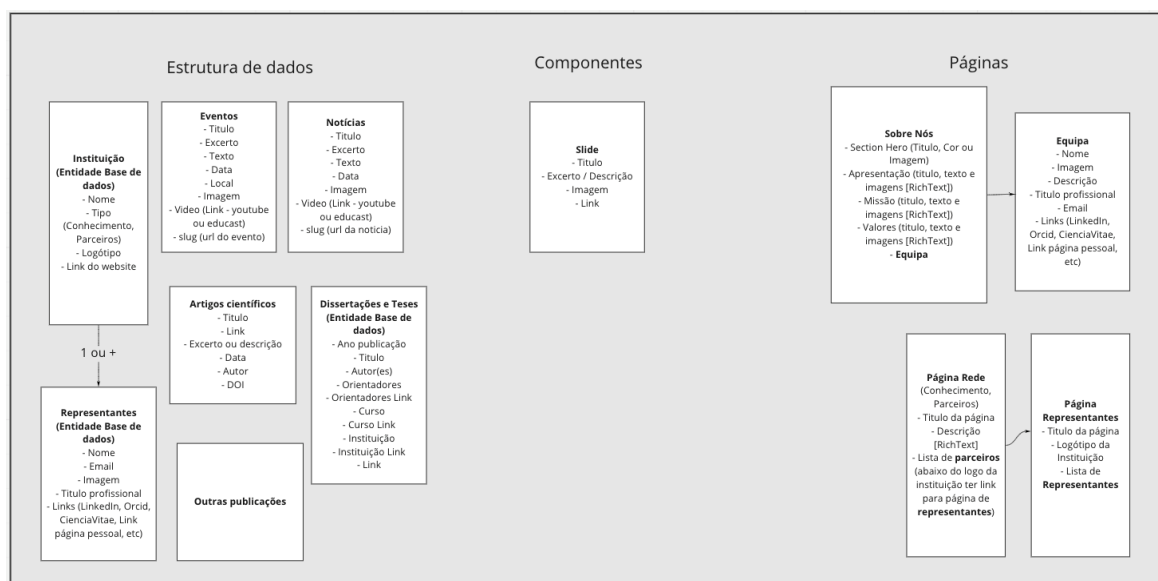 Estrutura de dados
Instituição
(Entidade Base de
dados)
- Nome
- Tipo
(Conhecimento,
Parceiros)
- Logótipo
- Link do website
1 ou +
Representantes
(Entidade Base de
dados)
- Nome
- Email
- Imagem
- Titulo profissional
- Links (LinkedIn, Orcid,
CienciaVitae, Link
página pessoal, etc)
Eventos
- Titulo
- Excerto
- Texto
- Data
- Local
- Imagem
- Video (Link - youtube
ou educast)
- slug (url do evento)
Notícias
- Titulo
- Excerto
- Texto
- Data
- Imagem
- Video (Link - youtube
ou educast)
- slug (url da noticia)
Artigos científicos
- Titulo
- Link
- Excerto ou descrição
- Data
- Autor
- DOI
Dissertações e Teses
(Entidade Base de
dados)
- Ano publicação
- Titulo
- Autor(es)
- Orientadores
- Orientadores Link
- Curso
- Curso Link
- Instituição
- Instituição Link
- Link
Outras publicações
Componentes
Slide
- Titulo
- Excerto / Descrição
- Imagem
- Link
Páginas
Sobre Nós
- Section Hero (Titulo, Cor ou
Imagem)
- Apresentação (titulo, texto e
imagens [RichText])
- Missão (titulo, texto e
imagens [RichText])
- Valores (titulo, texto e
imagens [RichText])
- Equipa
Equipa
- Nome
- Imagem
- Descrição
- Titulo profissional
- Email
- Links (LinkedIn,
Orcid, CienciaVitae,
Link página pessoal,
etc)
Página Rede
(Conhecimento,
Parceiros)
- Titulo da página
- Descrição
[RichText]
- Lista de parceiros
(abaixo do logo da
instituição ter link
para página de
representantes)
Página
Representantes
- Titulo da página
- Logótipo da
Instituição
- Lista de
Representantes